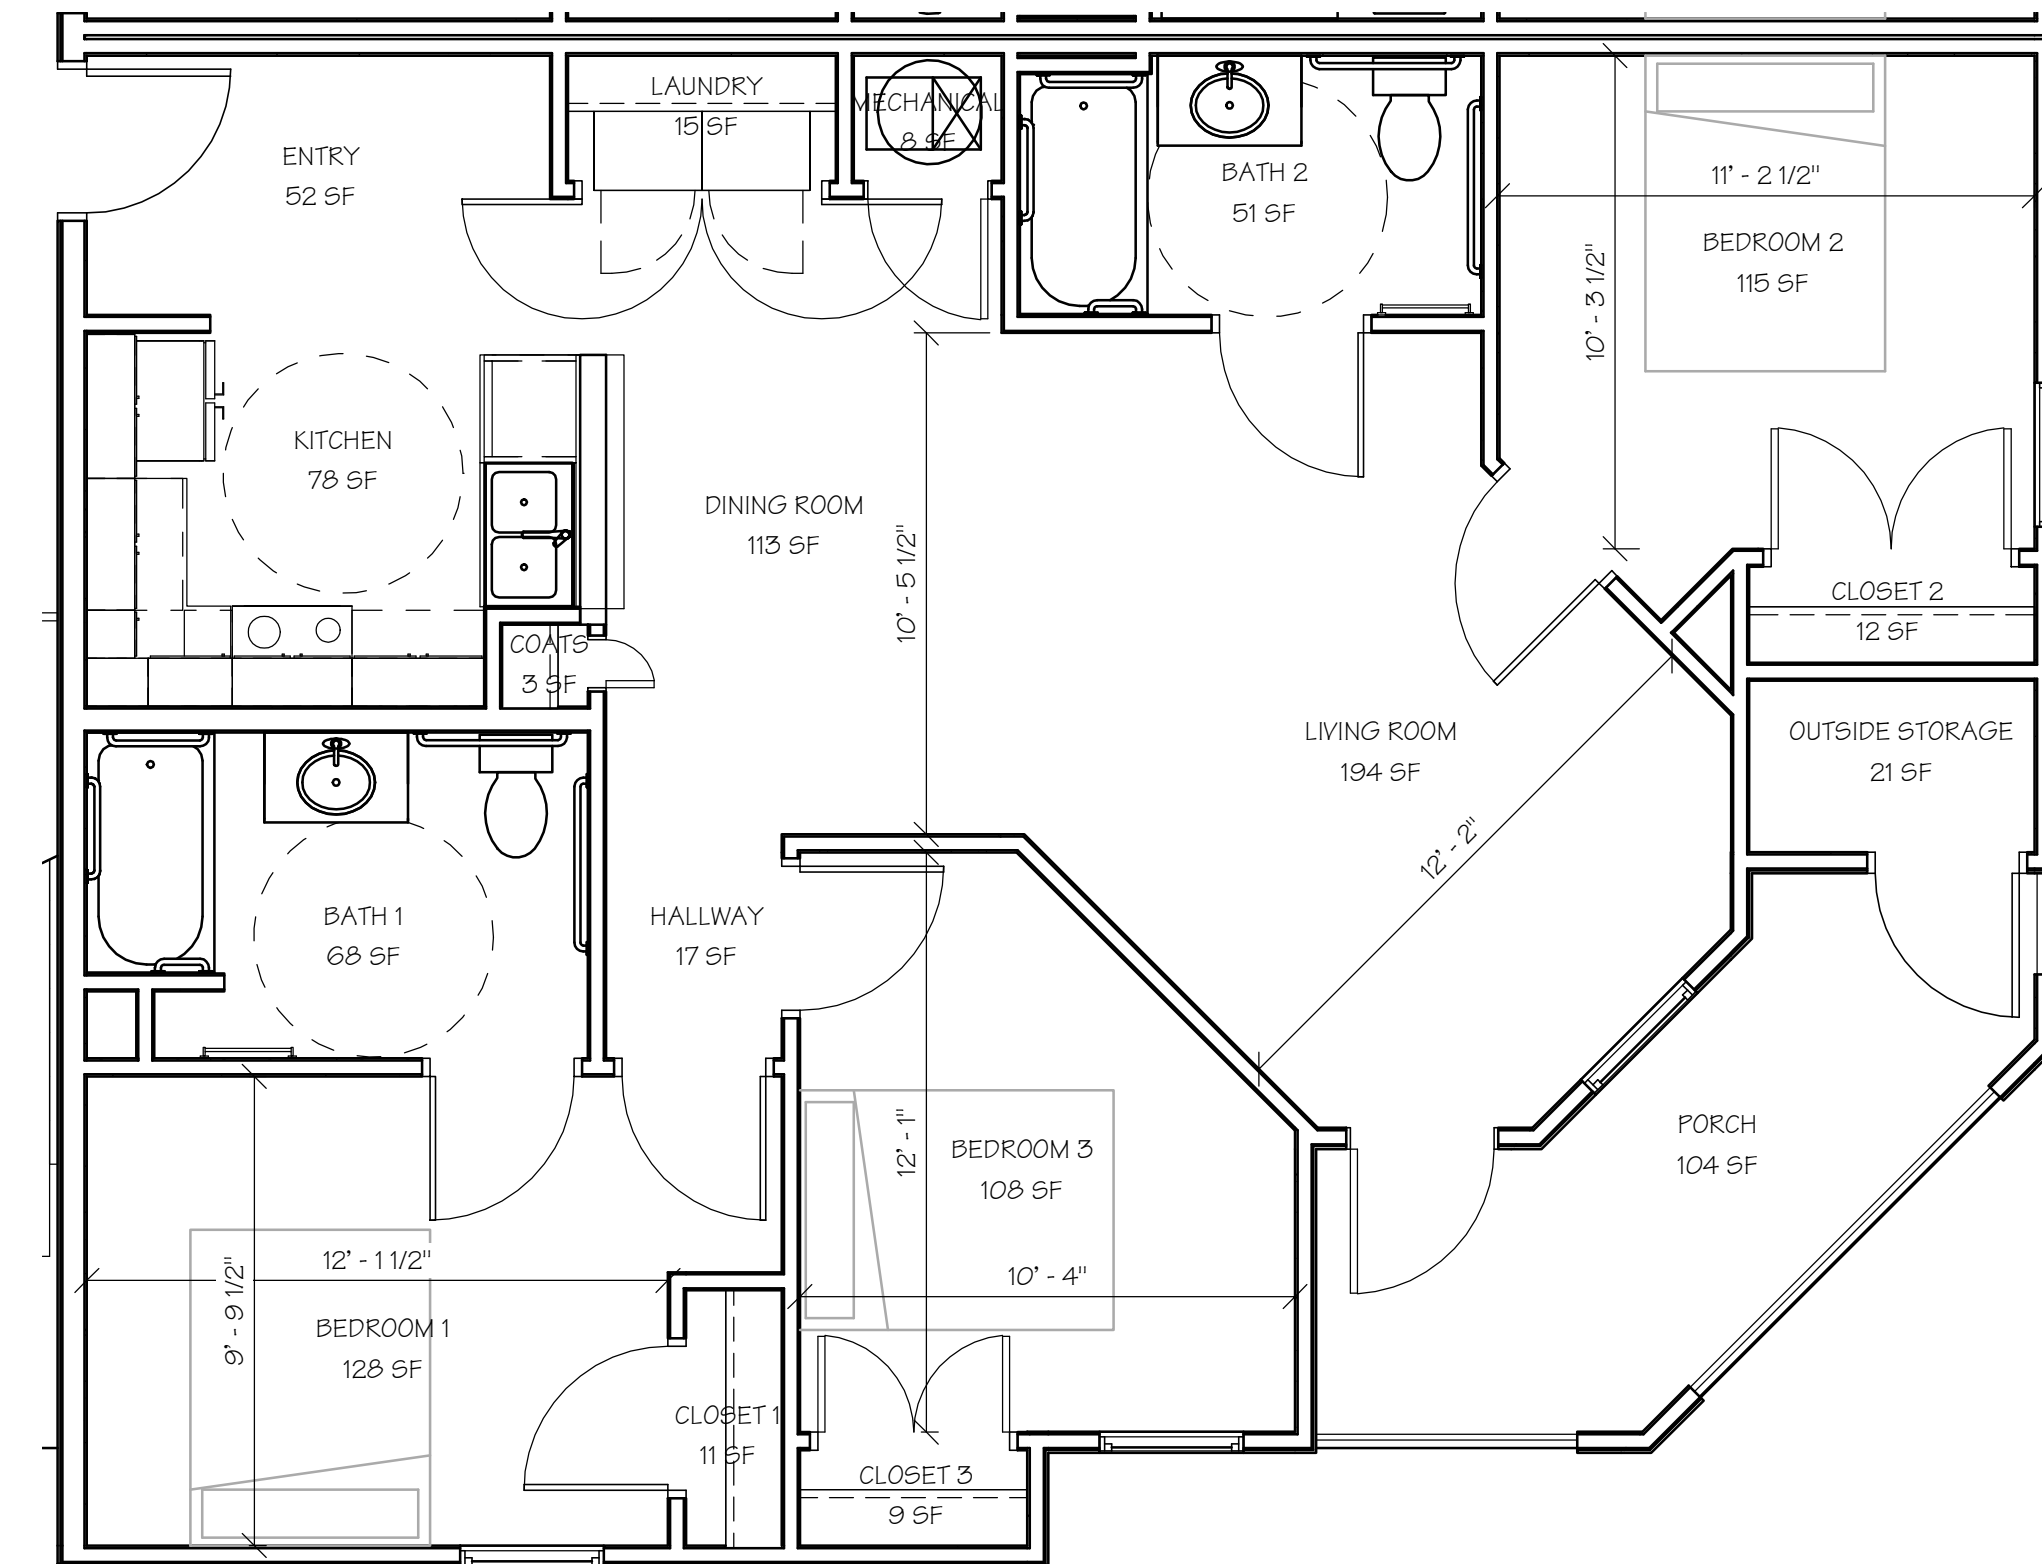 LAUNDRY
15 SF
MECHANICAL
8 SF
ENTRY
52 SF
BATH 2
51 SF
11' - 2 1/2"
BEDROOM 2
115 SF
10' - 3 1/2"
KITCHEN
78 SF
DINING ROOM
113 SF
10' - 5 1/2"
CLOSET 2
12 SF
COATS
3 SF
LIVING ROOM
194 SF
OUTSIDE STORAGE
21 SF
12' - 2"
BATH 1
68 SF
HALLWAY
17 SF
PORCH
104 SF
12' - 1"
BEDROOM 3
108 SF
12' - 1 1/2"
10' - 4"
9' - 9 1/2"
BEDROOM 1
128 SF
CLOSET 1
11 SF
CLOSET 3
9 SF